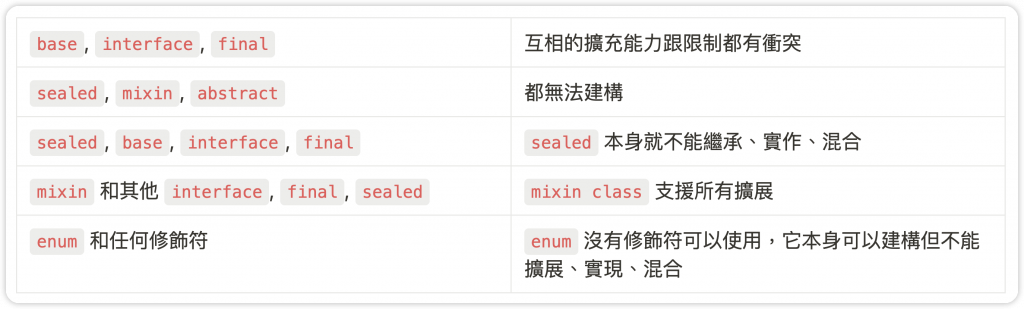 base, interface, final 互相的擴充能力跟限制都有衝突
sealed, mixin, abstract 都無法建構
sealed, base, interface, final sealed 本身就不能繼承、實作、混合
mixin 和其他 interface, final, sealed mixin class 支援所有擴展
enum 和任何修飾符 enum 沒有修飾符可以使用，它本身可以建構但不能
擴展、實現、混合